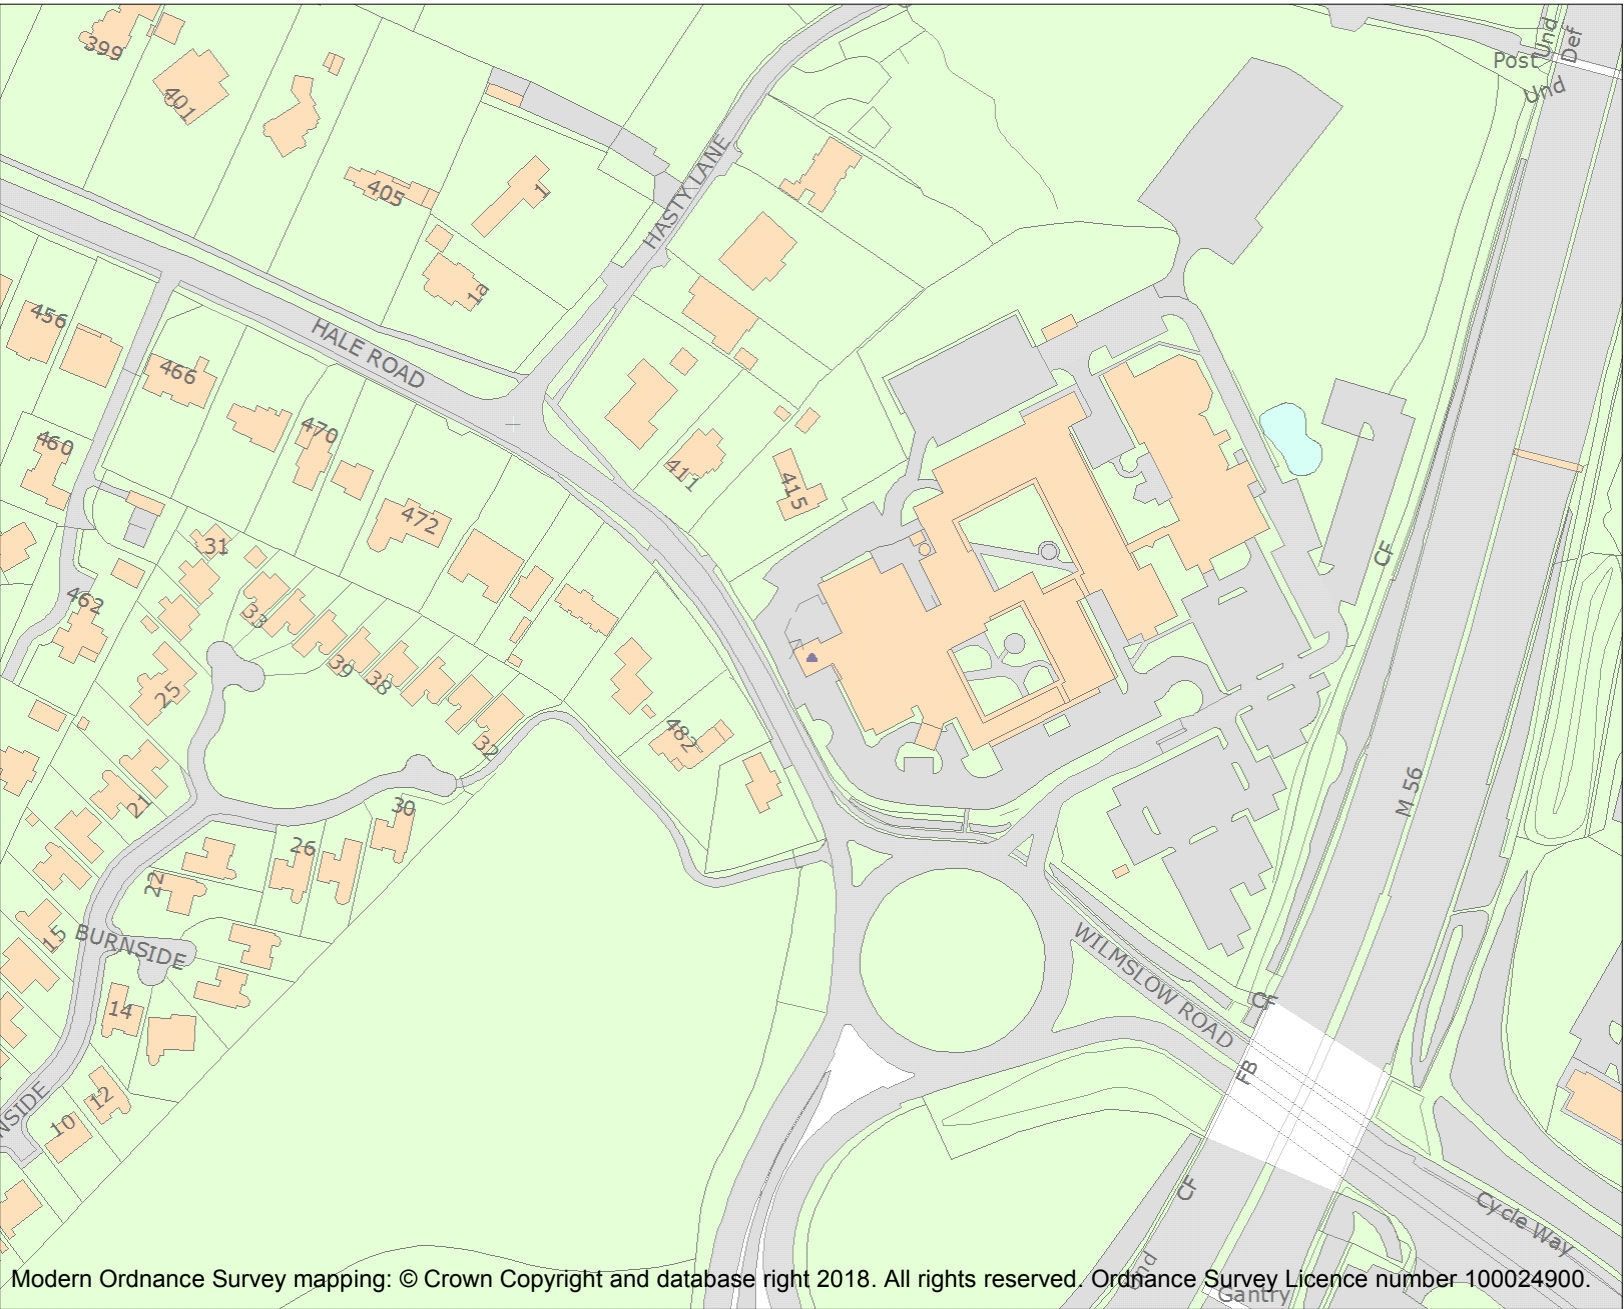 399
401
405
1
1a
HASTY LANE
Post
Und
Def
Und
HALE ROAD
456
466
460
470
472
411
415
31
462
33
39
38
25
32
482
CF
M 56
21
30
26
22
15
BURNSIDE
14
12
10
NSIDE
WILMSLOW ROAD
CF
FB
CF
Cycle Way
Und
Gantry
Modern Ordnance Survey mapping: © Crown Copyright and database right 2018. All rights reserved. Ordnance Survey Licence number 100024900.